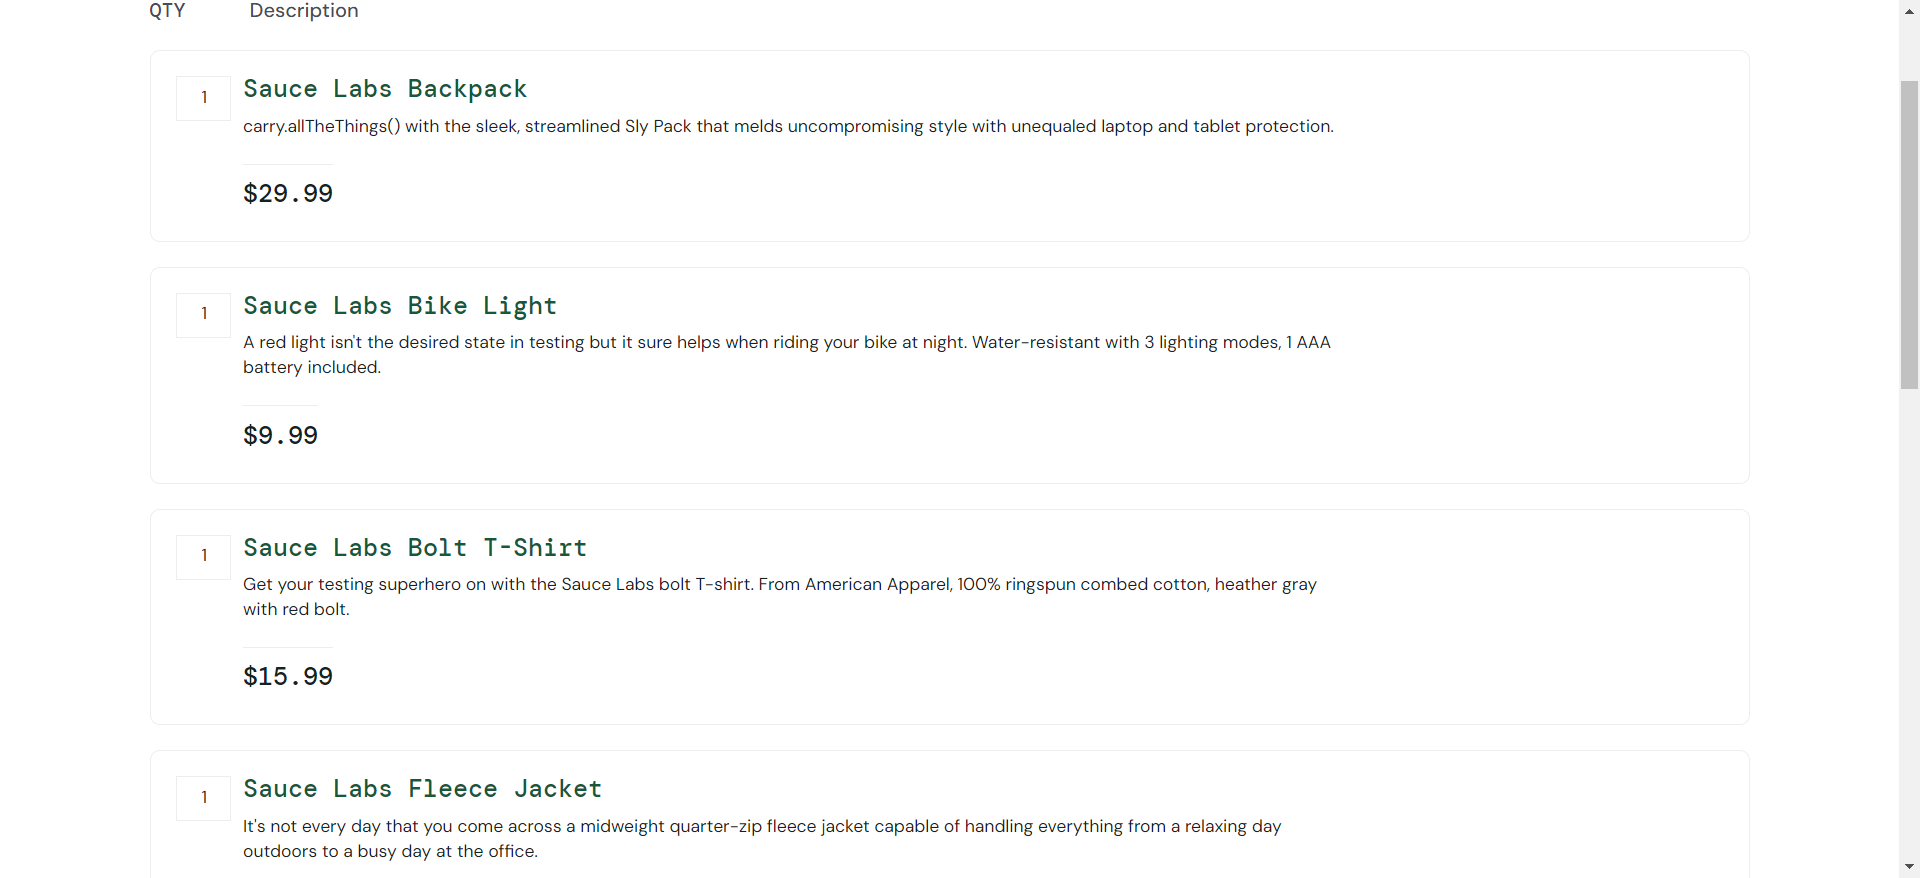 QTY Description
1 Sauce Labs Backpack
carry.allTheThings() with the sleek, streamlined Sly Pack that melds uncompromising style with unequaled laptop and tablet protection.
$29.99
1 Sauce Labs Bike Light
A red light isn't the desired state in testing but it sure helps when riding your bike at night. Water-resistant with 3 lighting modes, 1 AAA
battery included.
$9.99
1 Sauce Labs Bolt T-Shirt
Get your testing superhero on with the Sauce Labs bolt T-shirt. From American Apparel, 100% ringspun combed cotton, heather gray
with red bolt.
$15.99
1 Sauce Labs Fleece Jacket
It's not every day that you come across a midweight quarter-zip fleece jacket capable of handling everything from a relaxing day
outdoors to a busy day at the office.